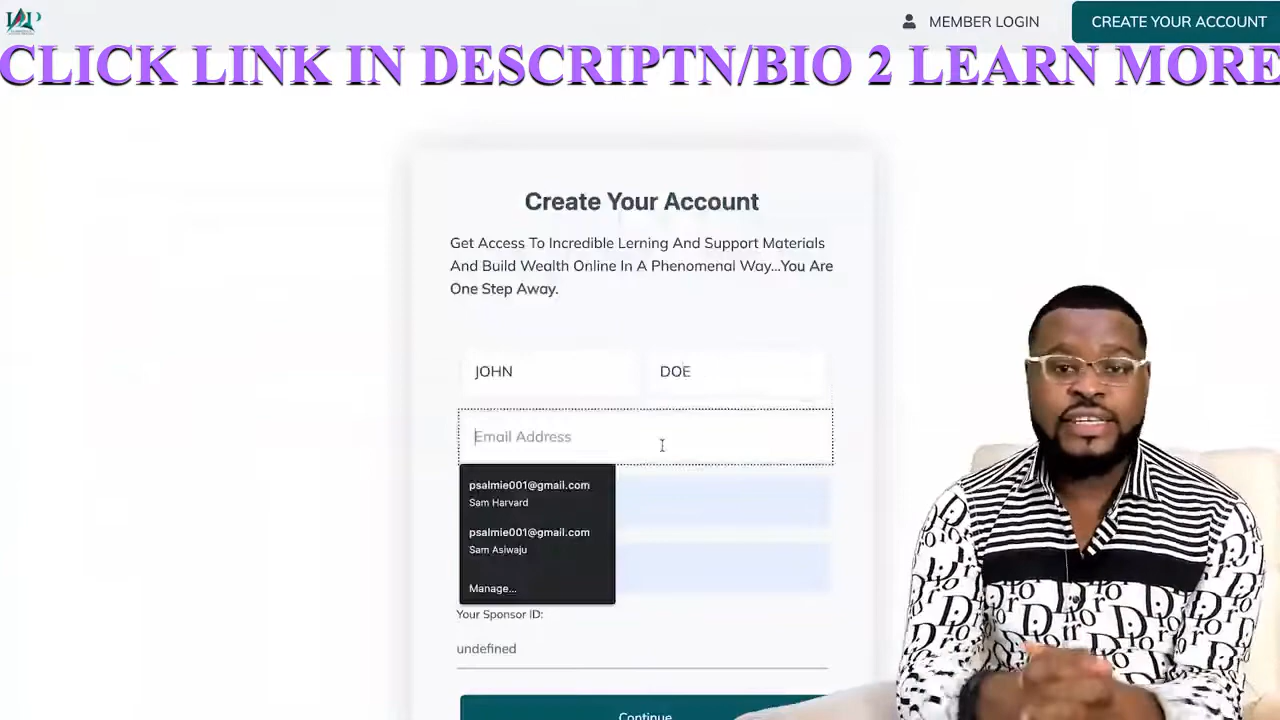 MEMBER LOGIN
CREATE YOUR ACCOUNT
CLICK LINK IN DESCRIPTN/BIO 2 LEARN MORE
Create Your Account
Get Access To Incredible Lerning And Support Materials
And Build Wealth Online In A Phenomenal Way...You Are
One Step Away.
JOHN DOE
Email Address
psalmie001@gmail.com
Sam Harvard
psalmie001@gmail.com
Sam Asiwaju
Manage...
Your Sponsor ID:
undefined
Continue
Dior